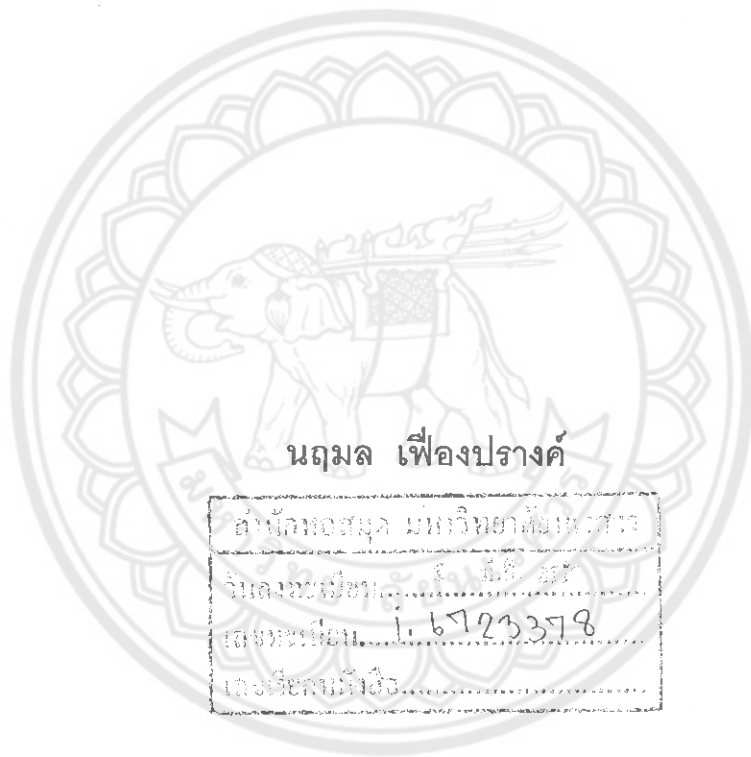 นฤมล เฟื่องปรางค์
สำนักหอสมุด มหาวิทยาลัยนเรศวร
วันลงทะเบียน
เลขทะเบียน 1. 6723378
เลขเรียกหนังสือ